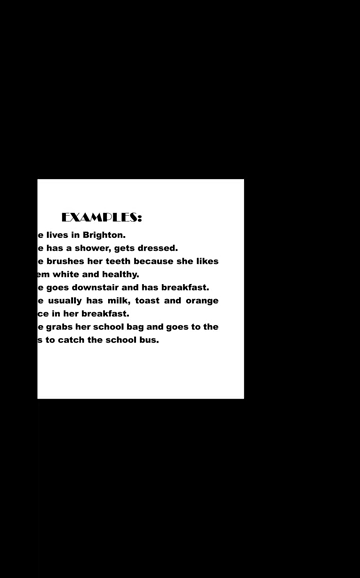 EXAMPLES:
e lives in Brighton.
e has a shower, gets dressed.
e brushes her teeth because she likes
em white and healthy.
e goes downstair and has breakfast.
e usually has milk, toast and orange
ce in her breakfast.
e grabs her school bag and goes to the
s to catch the school bus.